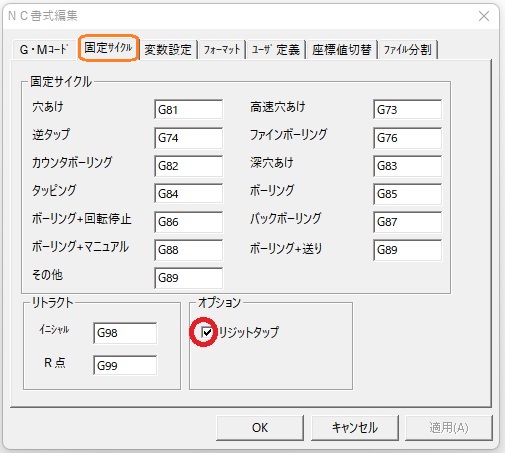 ＮＣ書式編集
Ｇ・Ｍｺｰﾄﾞ 固定ｻｲｸﾙ 変数設定 ﾌｫｰﾏｯﾄ ﾕｰｻﾞ定義 座標値切替 ﾌｧｲﾙ分割
固定サイクル
穴あけ G81 高速穴あけ G73
逆タップ G74 ファインボーリング G76
カウンタボーリング G82 深穴あけ G83
タッピング G84 ボーリング G85
ボーリング+回転停止 G86 バックボーリング G87
ボーリング+マニュアル G88 ボーリング+送り G89
その他 G89
リトラクト オプション
ｲﾆｼｬﾙ G98 リジットタップ
Ｒ点 G99
OK キャンセル 適用(A)